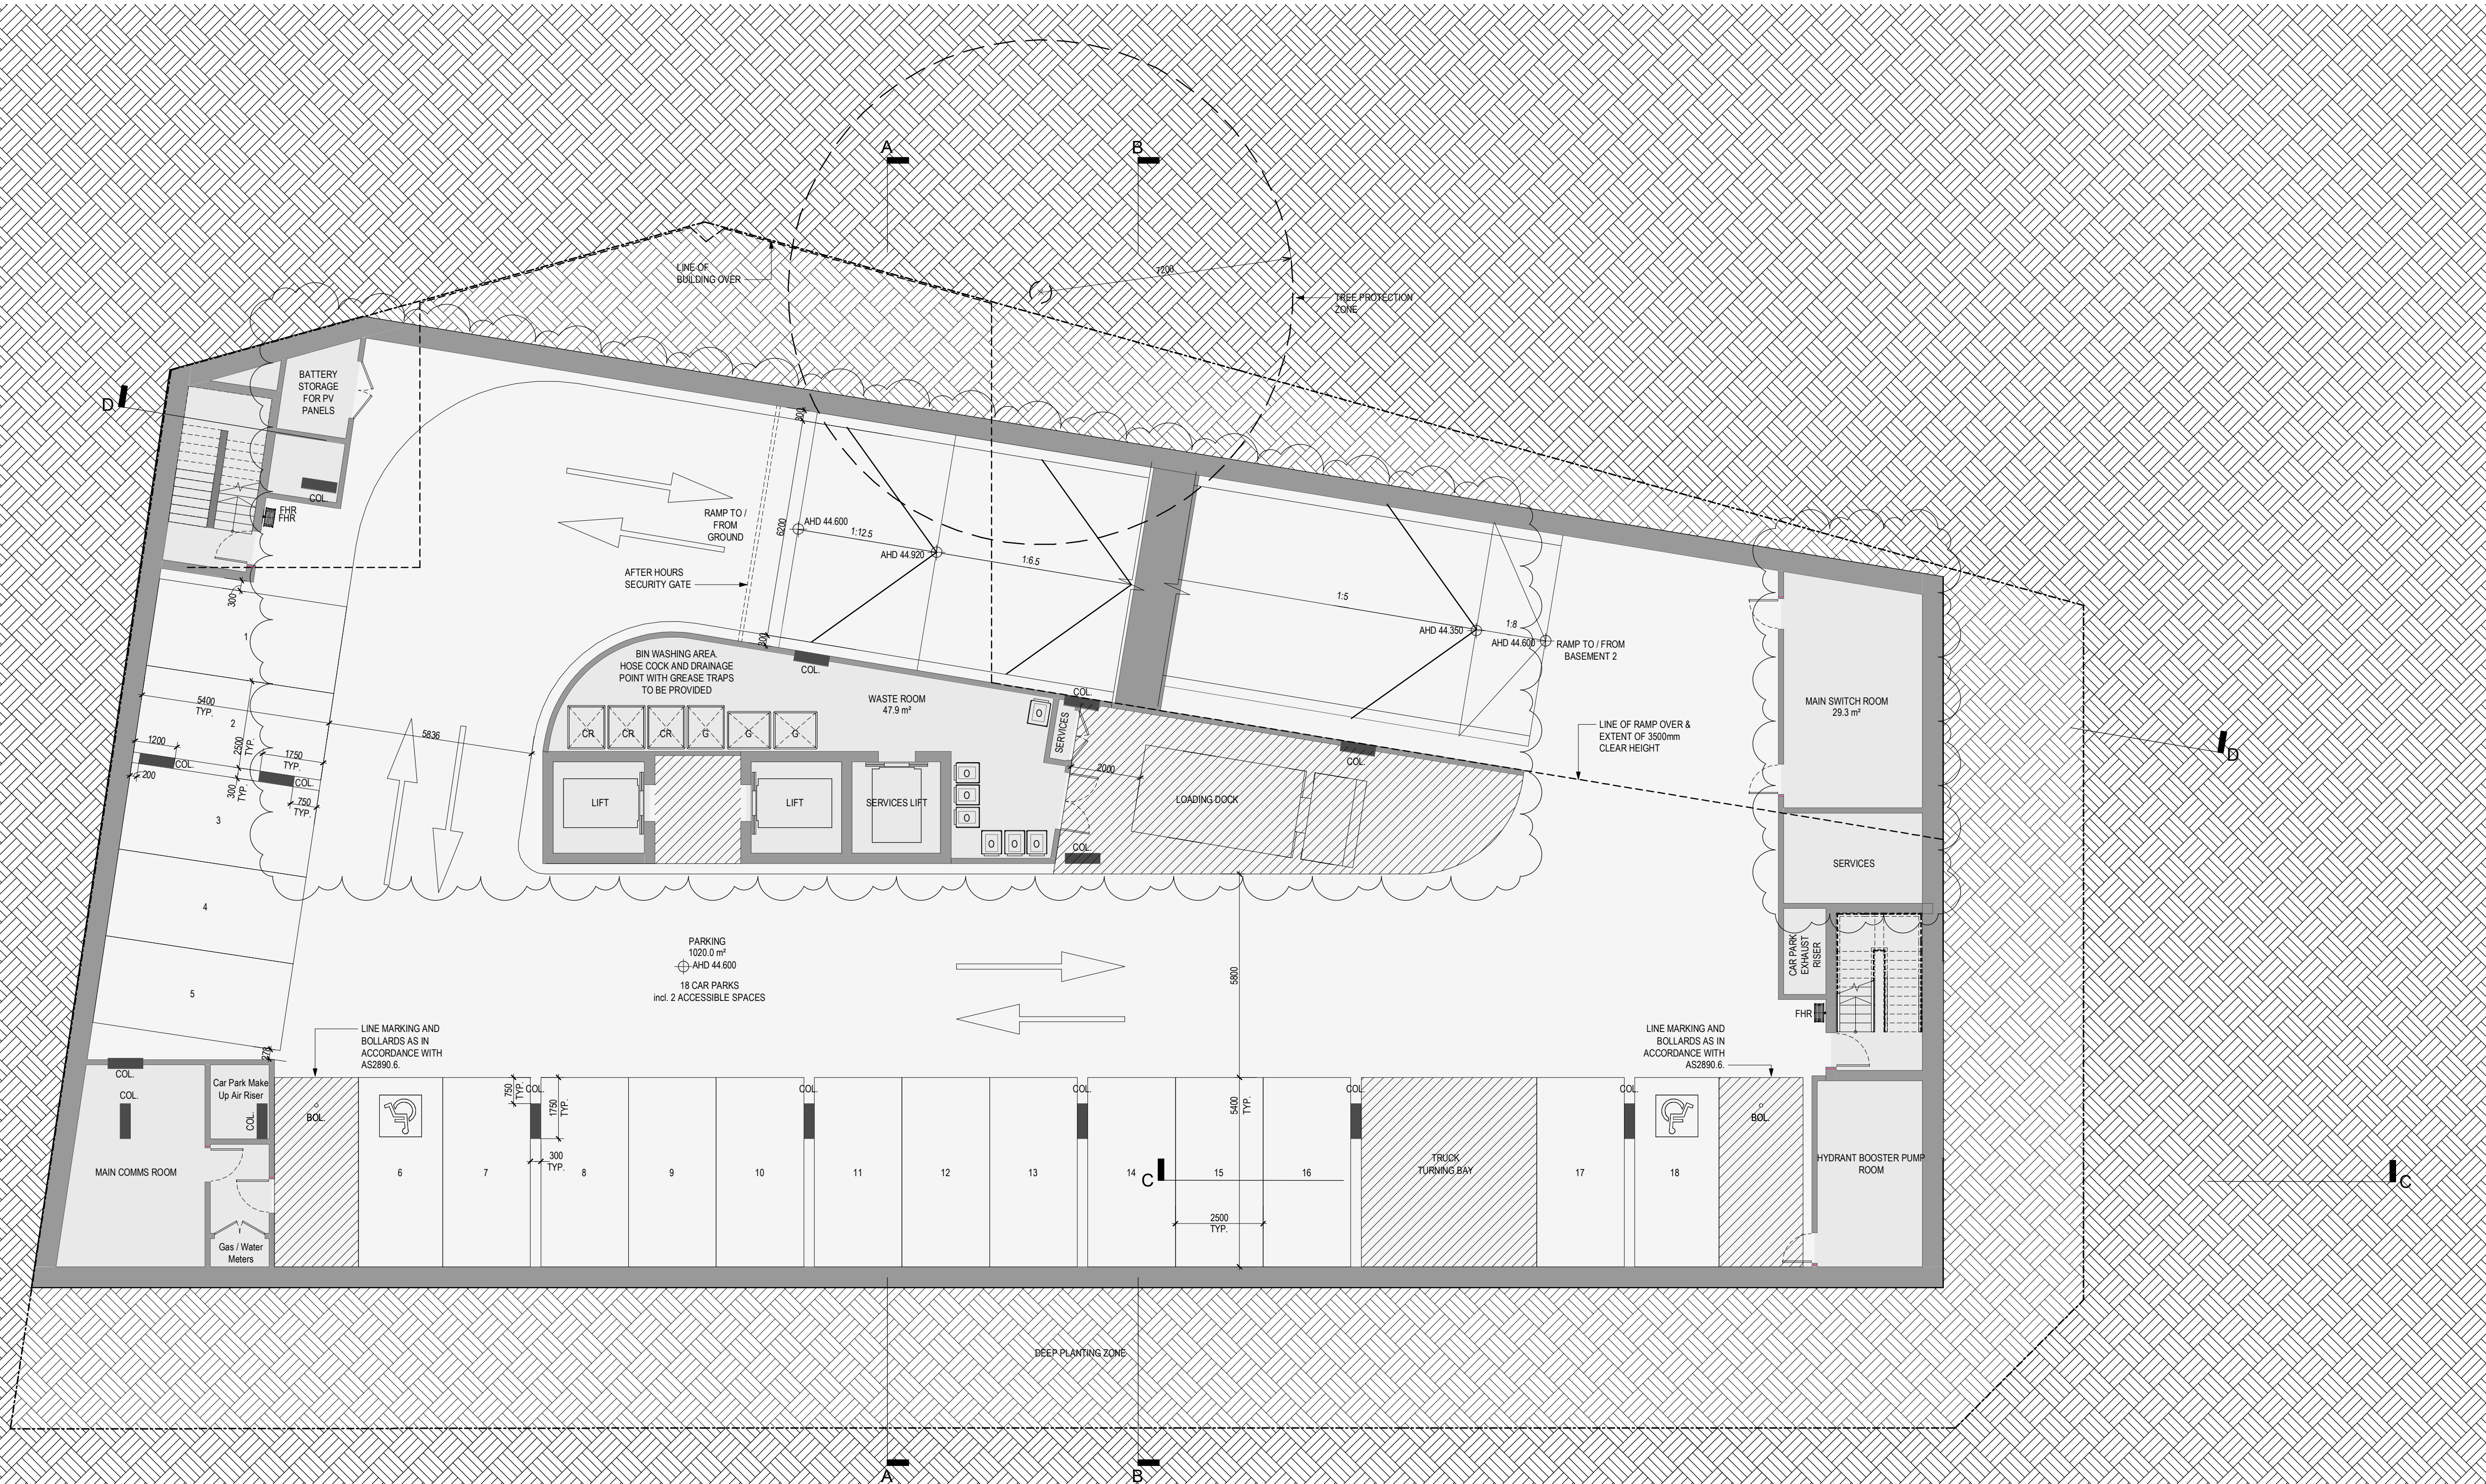 A
B
LINE OF
BUILDING OVER
7200
TREE PROTECTION
ZONE
D
BATTERY
STORAGE
FOR PV
PANELS
COL.
FHR
FHR
300
RAMP TO /
FROM
GROUND
6200
AHD 44.600
1:12.5
AHD 44.920
1:6.5
AFTER HOURS
SECURITY GATE
300
300
1:5
AHD 44.350
1:8
AHD 44.600
RAMP TO / FROM
BASEMENT 2
1
BIN WASHING AREA.
HOSE COCK AND DRAINAGE
POINT WITH GREASE TRAPS
TO BE PROVIDED
COL.
WASTE ROOM
47.9 m²
COL.
SERVICES
MAIN SWITCH ROOM
29.3 m²
5400
TYP.
2
2500
TYP.
1200
1750
TYP.
COL.
COL.
200
300
TYP.
750
TYP.
3
5836
CR
CR
CR
G
G
G
O
LINE OF RAMP OVER &
EXTENT OF 3500mm
CLEAR HEIGHT
COL.
2000
D
LIFT
LIFT
SERVICES LIFT
O
O
O
O
O
O
LOADING DOCK
COL.
SERVICES
4
PARKING
1020.0 m²
AHD 44.600
18 CAR PARKS
incl. 2 ACCESSIBLE SPACES
5800
CAR PARK
EXHAUST
RISER
5
FHR
LINE MARKING AND
BOLLARDS AS IN
ACCORDANCE WITH
AS2890.6.
LINE MARKING AND
BOLLARDS AS IN
ACCORDANCE WITH
AS2890.6.
278
COL.
COL.
Car Park Make
Up Air Riser
COL.
BOL.
750
TYP.
COL.
1750
TYP.
COL.
COL.
5400
TYP.
COL.
COL.
BOL.
MAIN COMMS ROOM
6
7
300
TYP.
8
9
10
11
12
13
14
C
15
16
TRUCK
TURNING BAY
17
18
HYDRANT BOOSTER PUMP
ROOM
C
2500
TYP.
Gas / Water
Meters
DEEP PLANTING ZONE
A
B